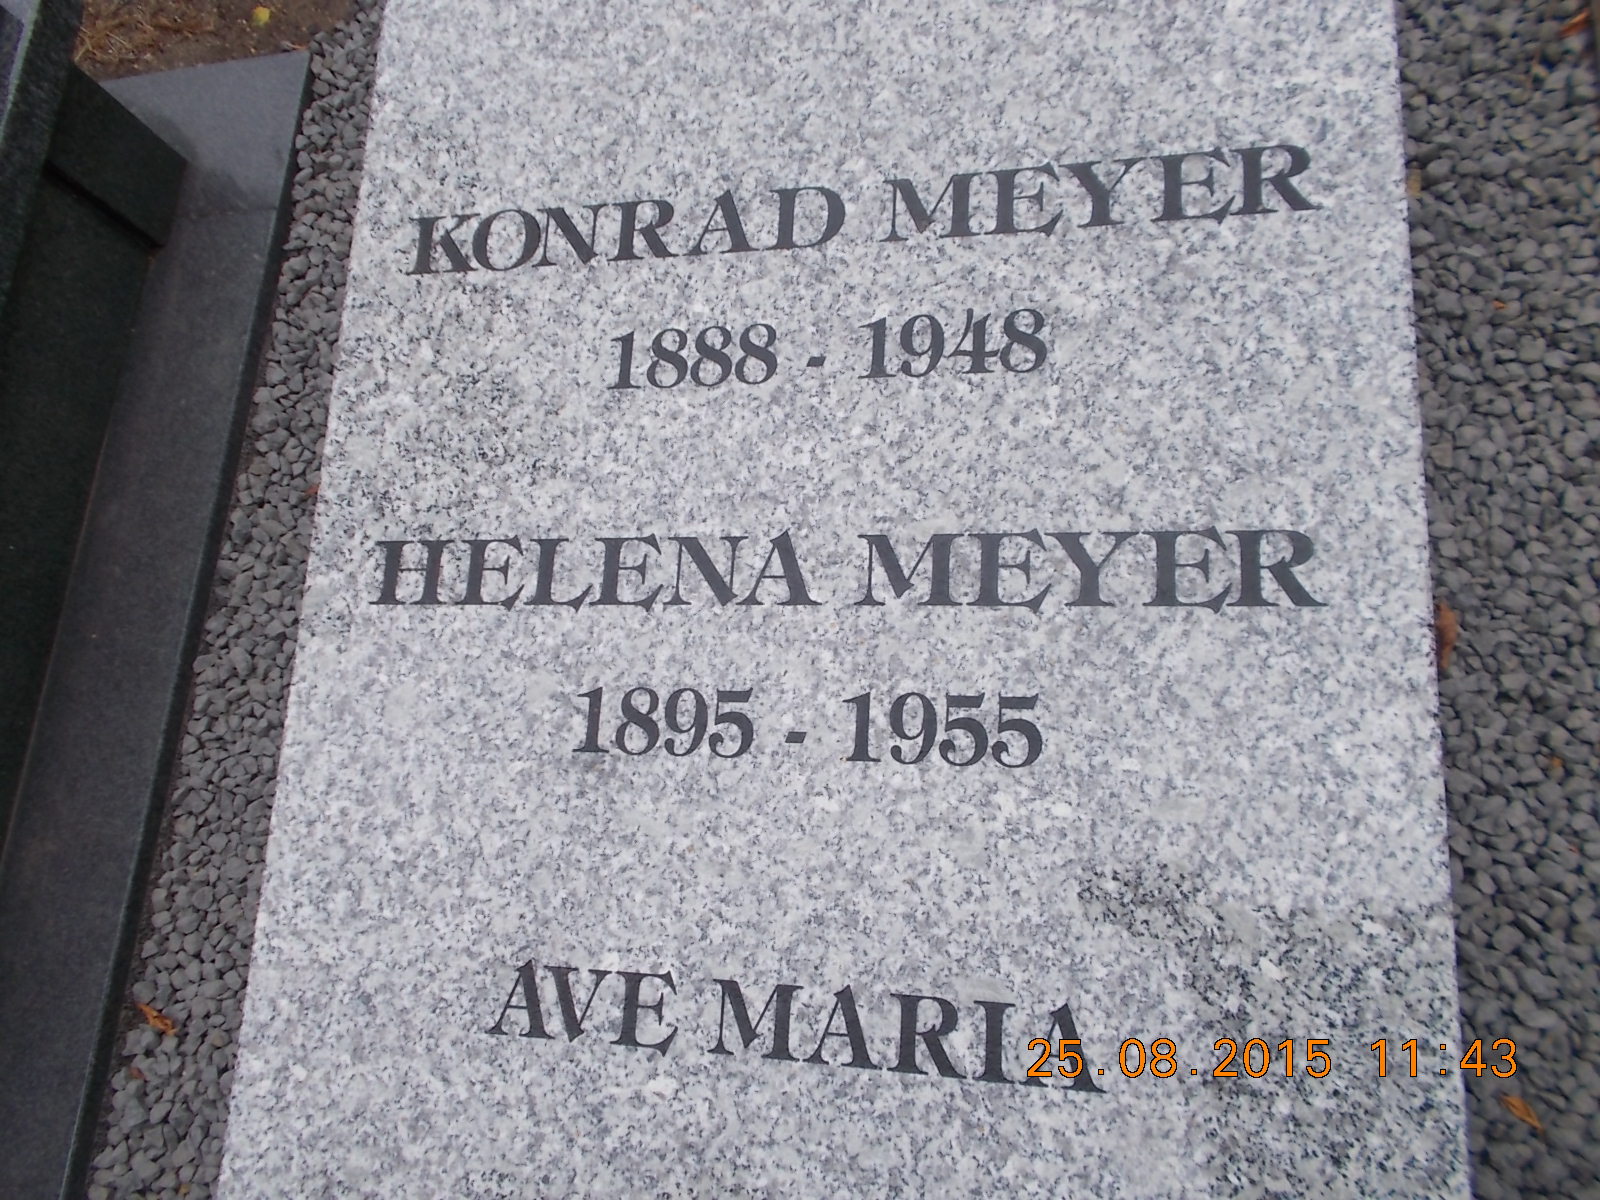 KONRAD MEYER
1888 - 1948
HELENA MEYER
1895 - 1955
AVE MARIA
25.08.2015 11:43